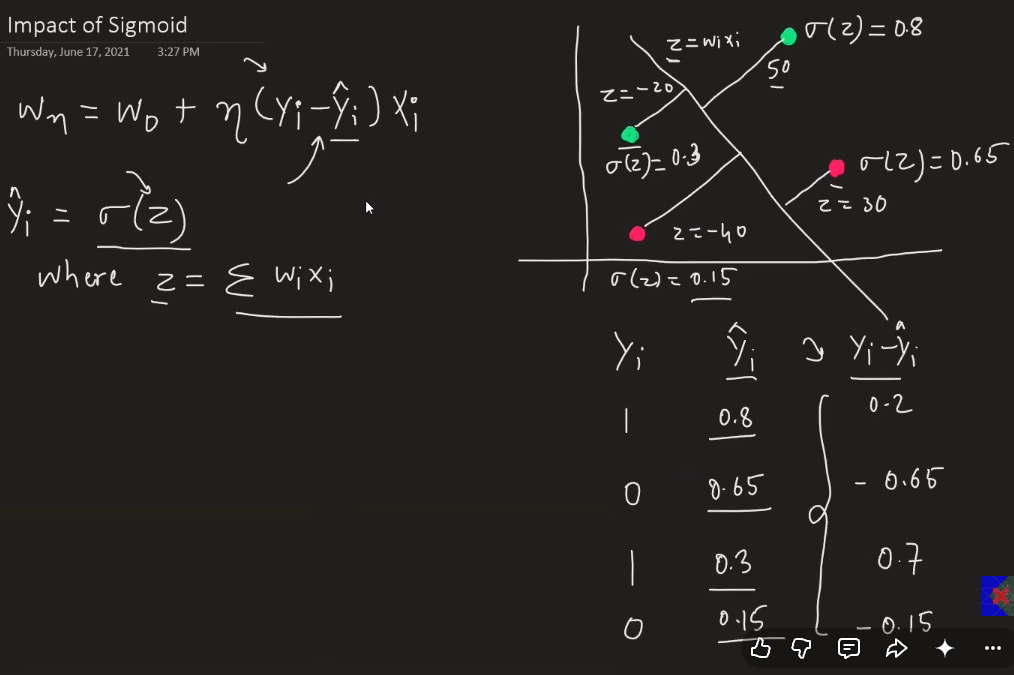 Impact of Sigmoid
Thursday, June 17, 2021 3:27 PM
Wη = W₀ + η(Yᵢ-Ŷᵢ) Xᵢ
Ŷᵢ = σ(z)
where z = Σ Wᵢxᵢ
z=Wᵢxᵢ
σ(z)=0.8
50
z=-20
σ(z)=0.3
σ(z)=0.65
z=30
z=-40
σ(z)=0.15
Yᵢ Ŷᵢ Yᵢ-Ŷᵢ
1 0.8 0.2
0 0.65 -0.65
1 0.3 0.7
0 0.15 -0.15